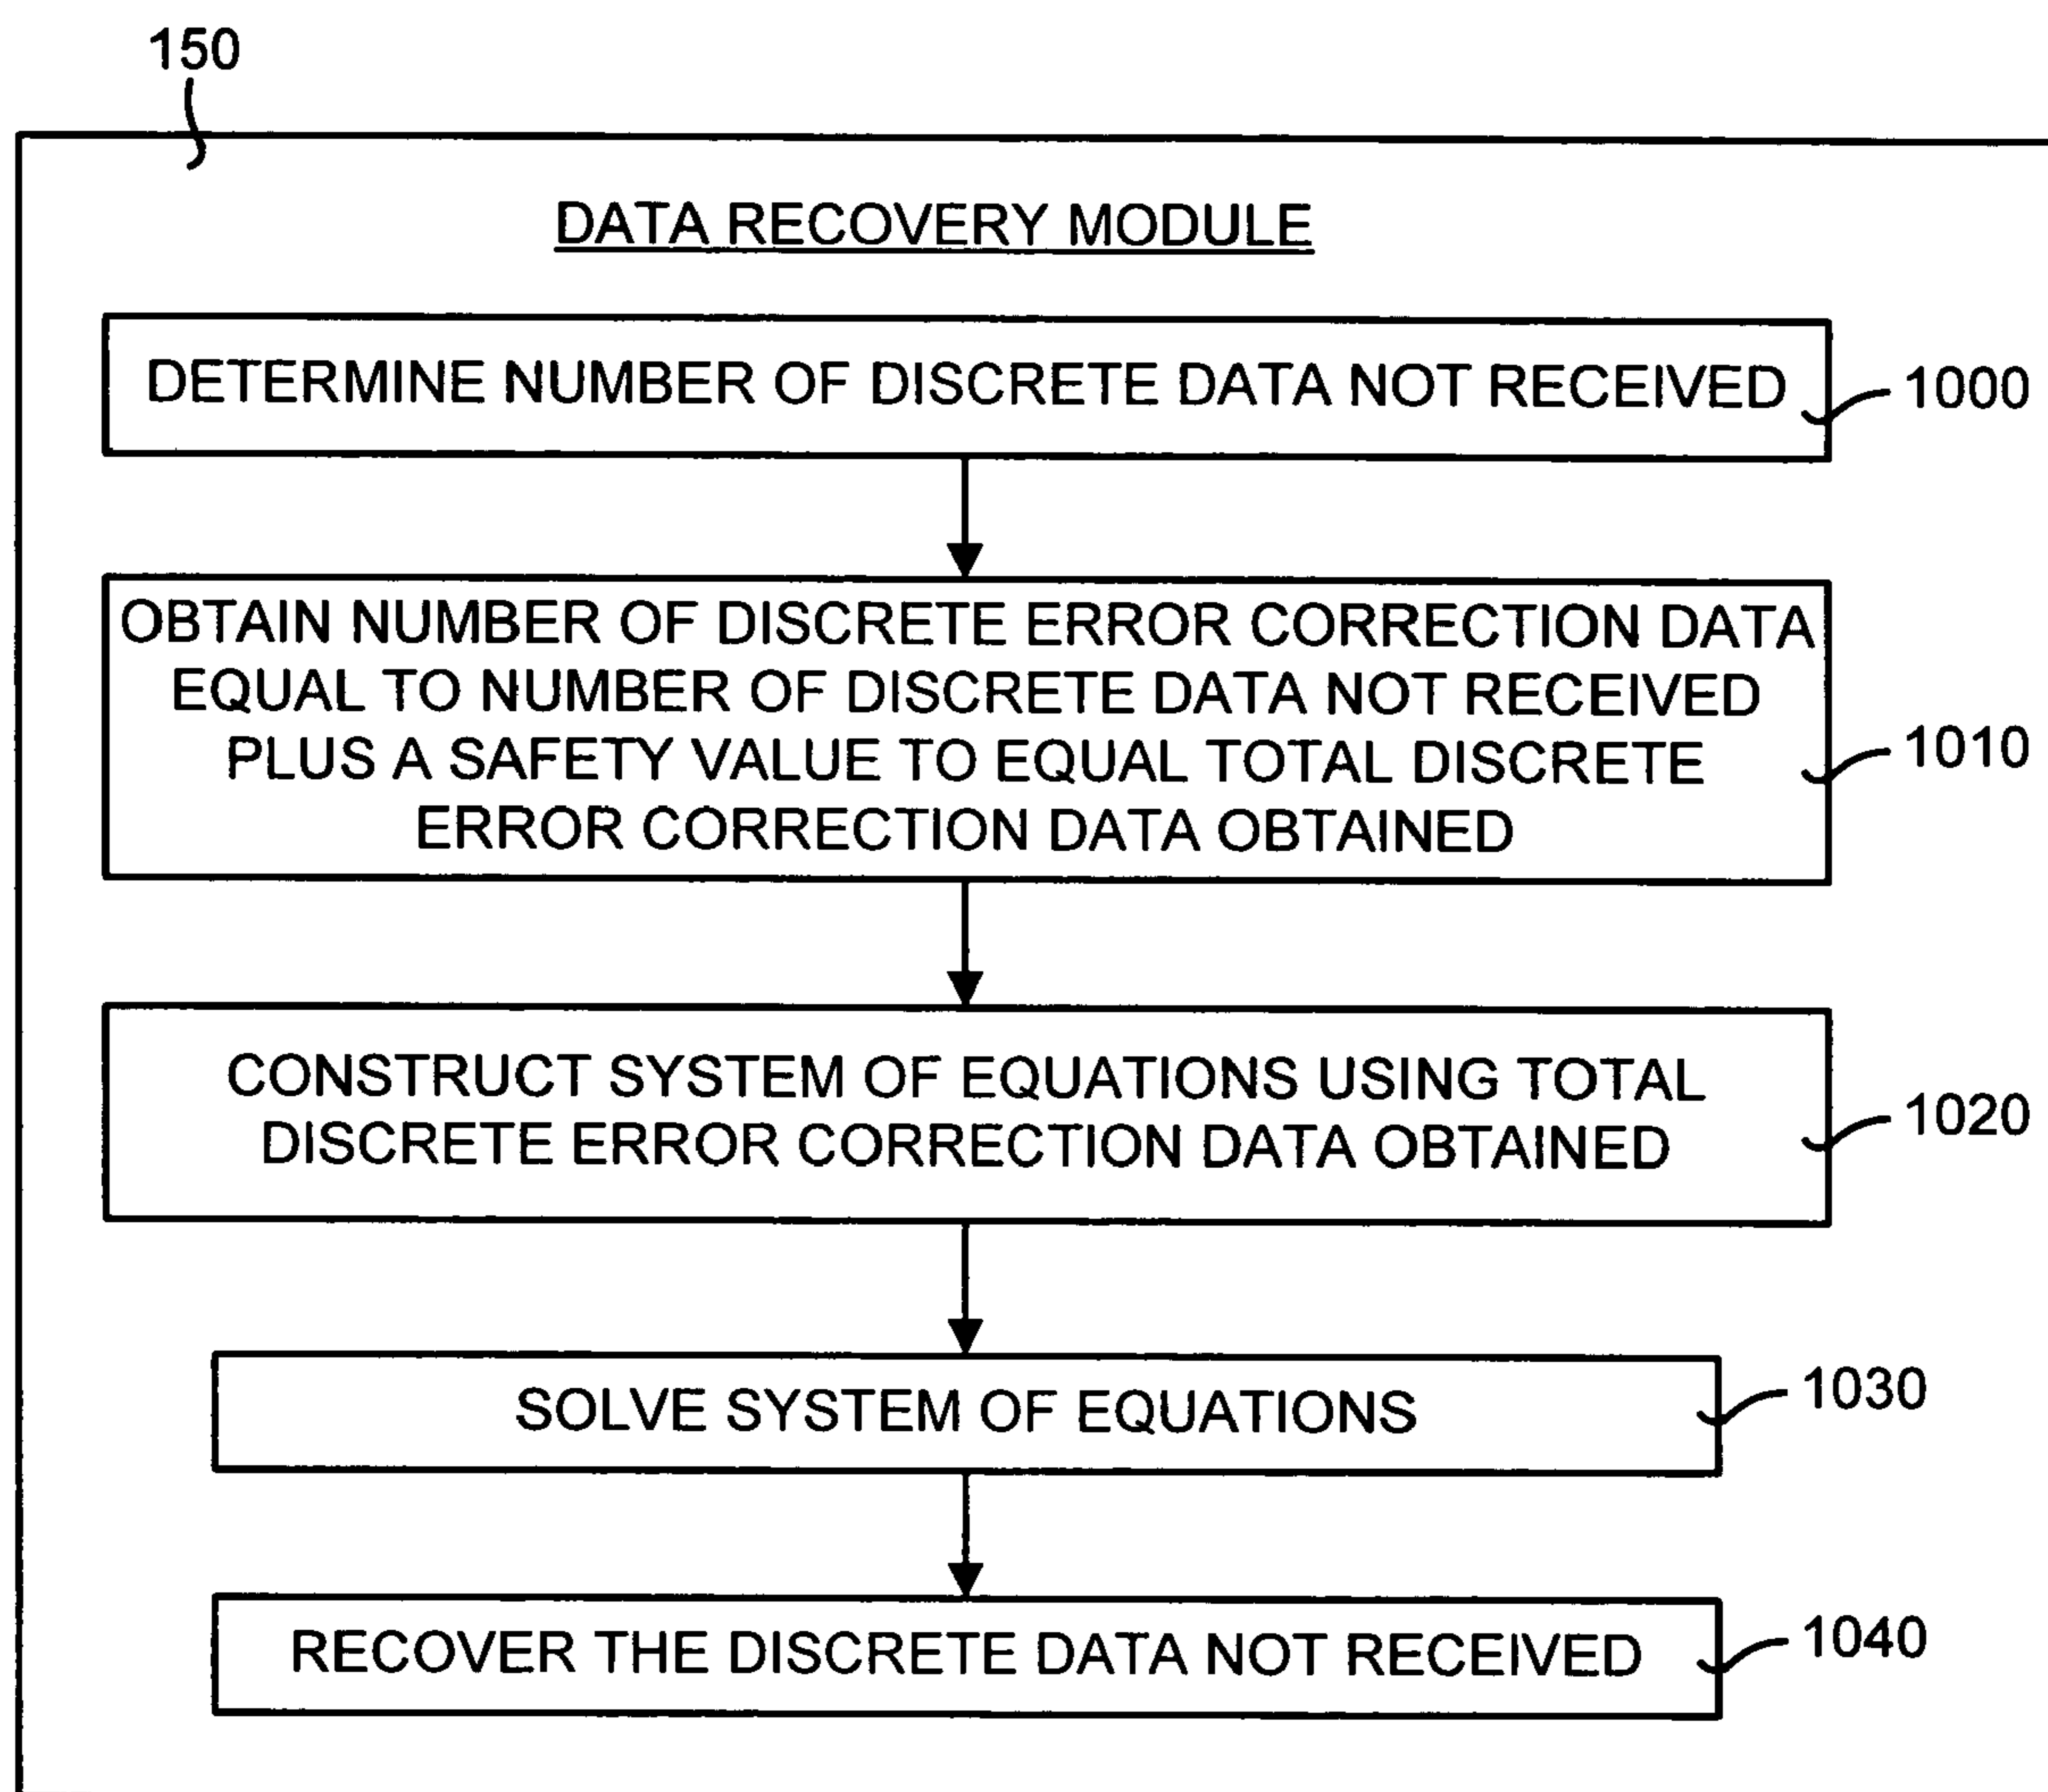 150
DATA RECOVERY MODULE
DETERMINE NUMBER OF DISCRETE DATA NOT RECEIVED
1000
OBTAIN NUMBER OF DISCRETE ERROR CORRECTION DATA
EQUAL TO NUMBER OF DISCRETE DATA NOT RECEIVED
PLUS A SAFETY VALUE TO EQUAL TOTAL DISCRETE
ERROR CORRECTION DATA OBTAINED
1010
CONSTRUCT SYSTEM OF EQUATIONS USING TOTAL
DISCRETE ERROR CORRECTION DATA OBTAINED
1020
SOLVE SYSTEM OF EQUATIONS
1030
RECOVER THE DISCRETE DATA NOT RECEIVED
1040